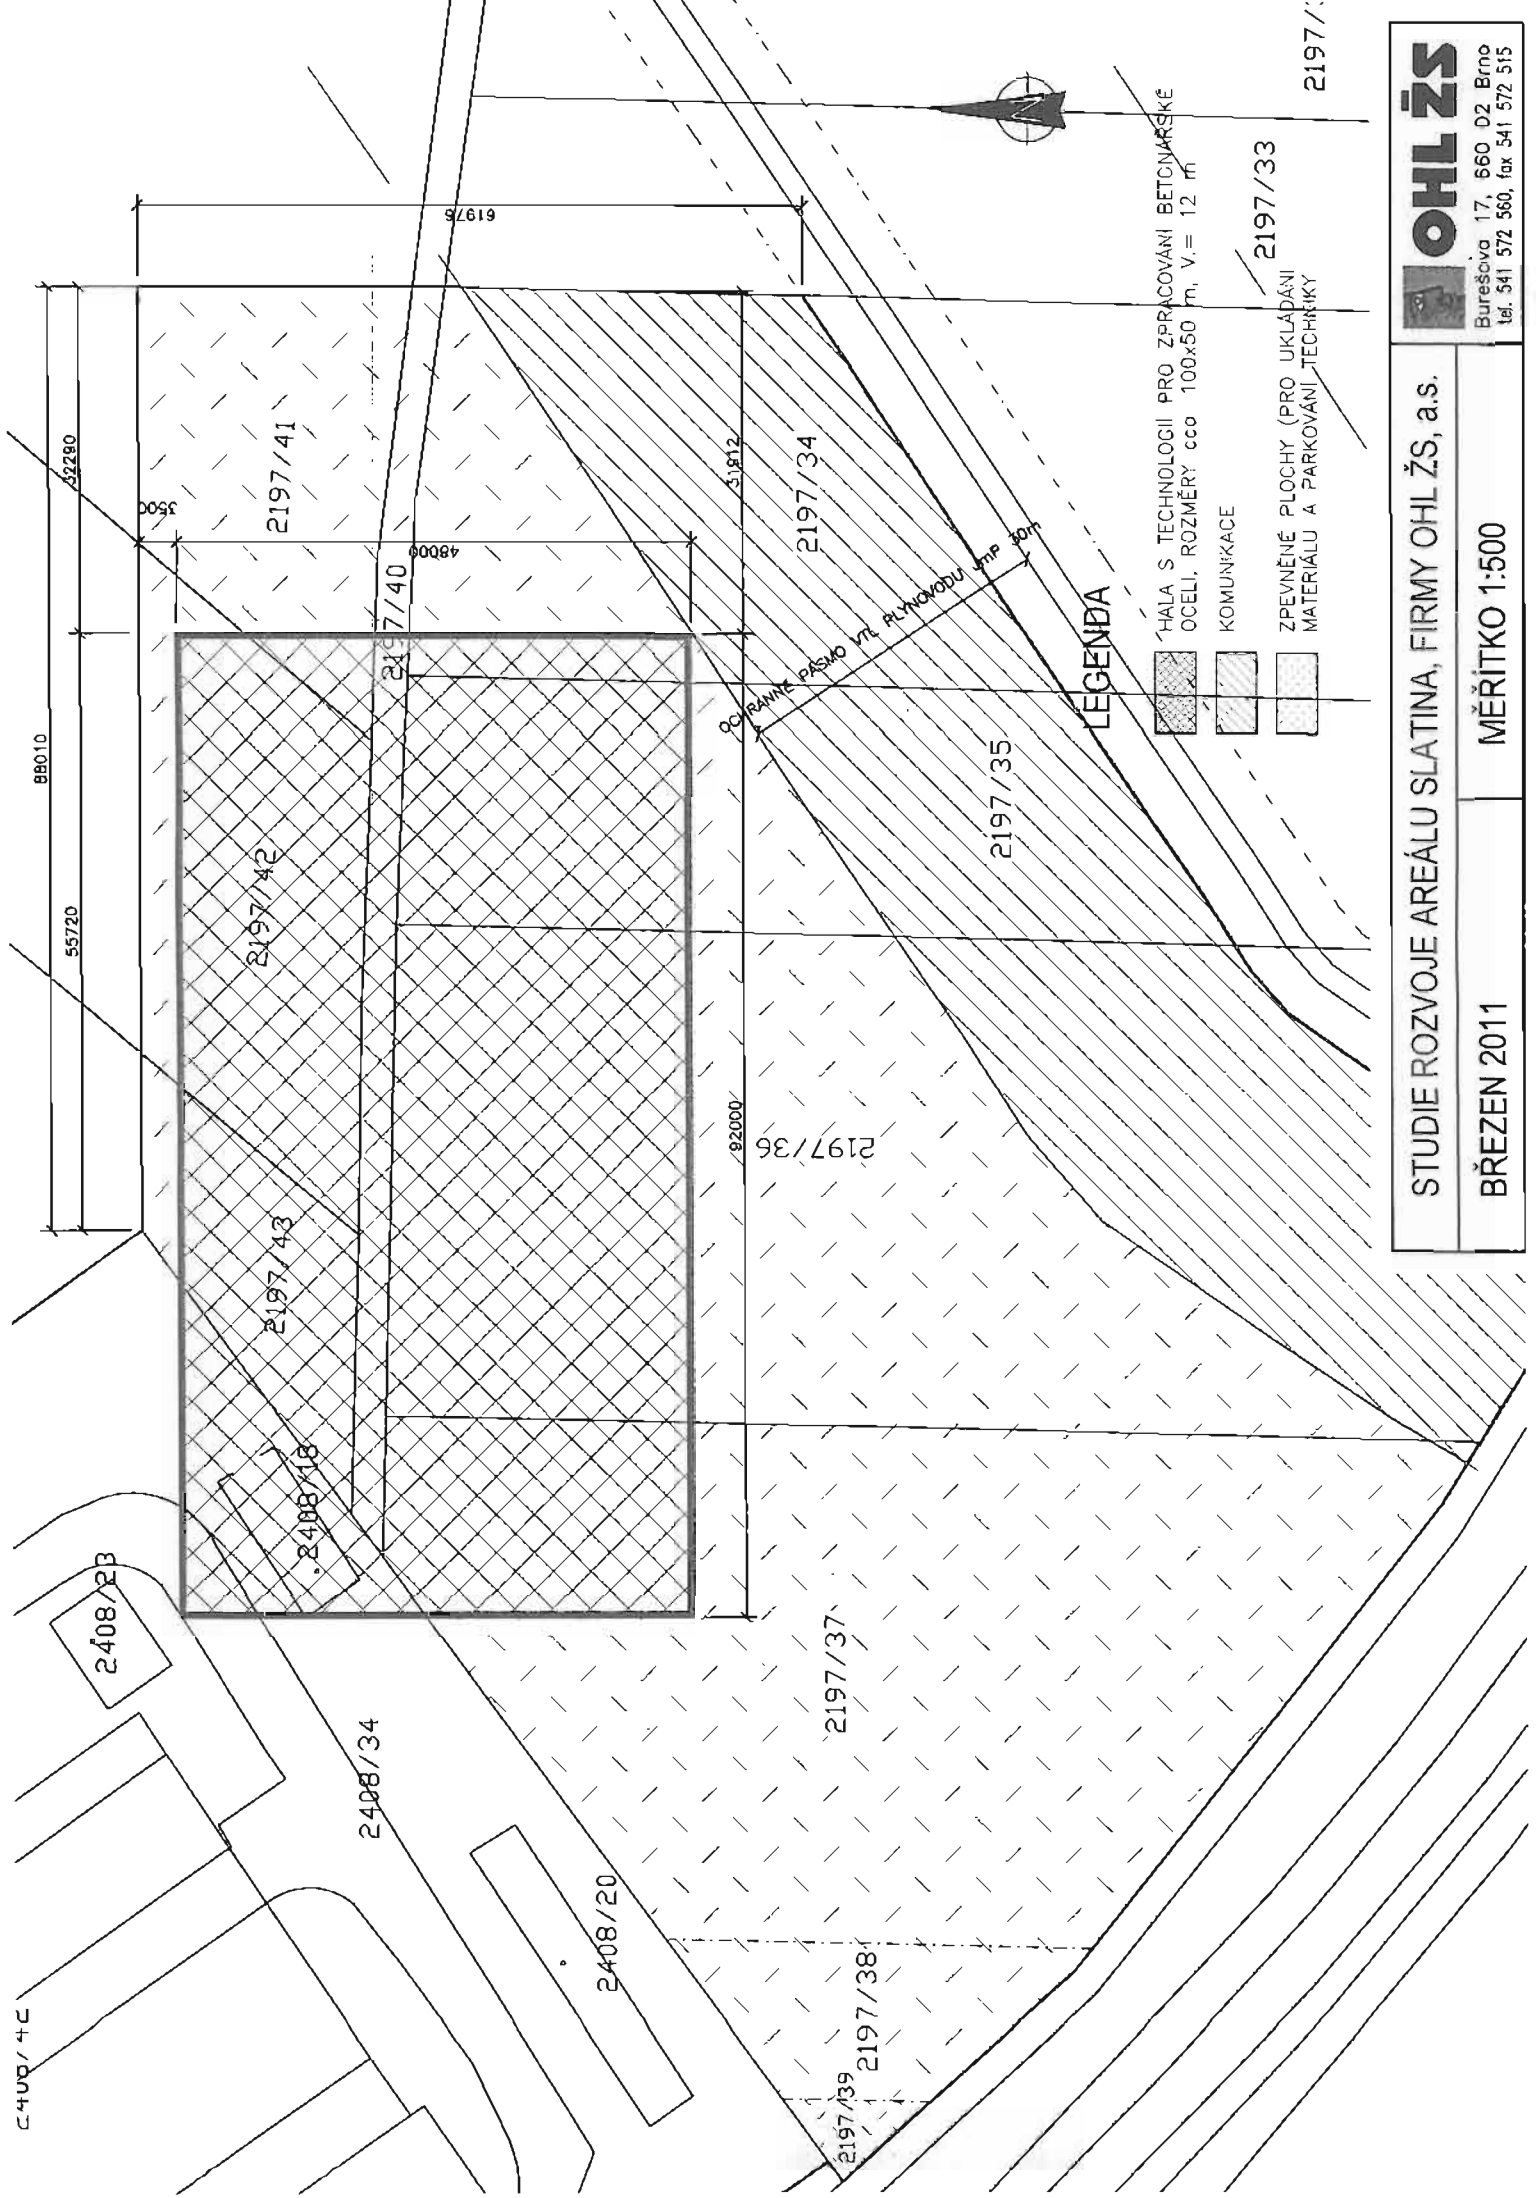 2408/23
2408/34
2408/20
2408/18
2197/43
2197/42
2197/41
2197/40
2197/39
2197/38
2197/37
2197/36
2197/35
2197/34
2197/33
88010
55720
32290
3500
48000
61976
31912
92000
OCHRANNÉ PÁSMO VTL PLYNOVODU JmP 30m
LEGENDA
HALA S TECHNOLOGIÍ PRO ZPRACOVÁNÍ BETONÁŘSKÉ
OCELI, ROZMĚRY cca 100x50 m, V.= 12 m
KOMUNIKACE
ZPEVNĚNÉ PLOCHY (PRO UKLÁDÁNÍ
MATERIÁLU A PARKOVÁNÍ TECHNIKY
STUDIE ROZVOJE AREÁLU SLATINA, FIRMY OHL ŽS, a.s.
BŘEZEN 2011
MĚŘÍTKO 1:500
OHL ŽS
Burešova 17, 660 02 Brno
tel. 541 572 560, fax 541 572 515